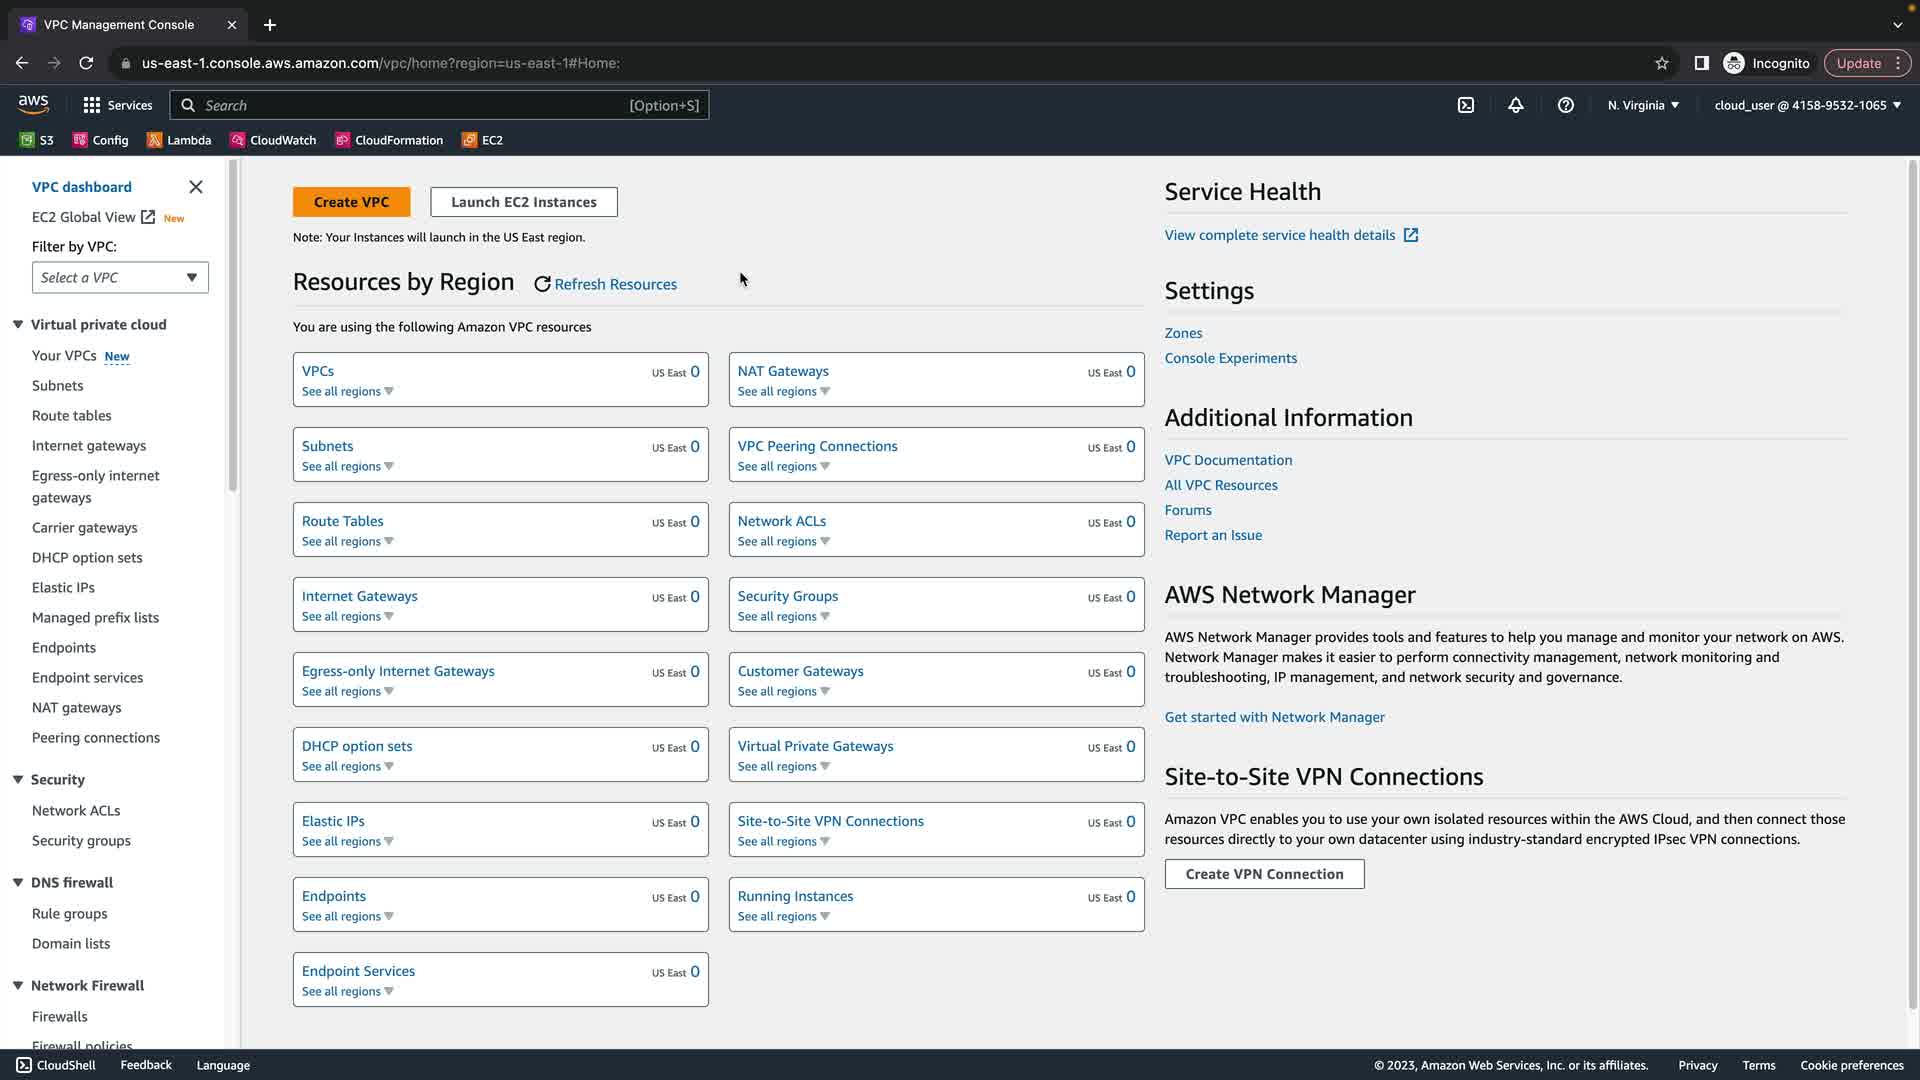 VPC Management Console
us-east-1.console.aws.amazon.com/vpc/home?region=us-east-1#Home:
Incognito
Update
aws
Services
Search
[Option+S]
N. Virginia
cloud_user @ 4158-9532-1065
S3
Config
Lambda
CloudWatch
CloudFormation
EC2
VPC dashboard
EC2 Global View New
Filter by VPC:
Select a VPC
Virtual private cloud
Your VPCs New
Subnets
Route tables
Internet gateways
Egress-only internet
gateways
Carrier gateways
DHCP option sets
Elastic IPs
Managed prefix lists
Endpoints
Endpoint services
NAT gateways
Peering connections
Security
Network ACLs
Security groups
DNS firewall
Rule groups
Domain lists
Network Firewall
Firewalls
Firewall policies
Create VPC
Launch EC2 Instances
Note: Your Instances will launch in the US East region.
Resources by Region
Refresh Resources
You are using the following Amazon VPC resources
VPCs US East 0
See all regions
NAT Gateways US East 0
See all regions
Subnets US East 0
See all regions
VPC Peering Connections US East 0
See all regions
Route Tables US East 0
See all regions
Network ACLs US East 0
See all regions
Internet Gateways US East 0
See all regions
Security Groups US East 0
See all regions
Egress-only Internet Gateways US East 0
See all regions
Customer Gateways US East 0
See all regions
DHCP option sets US East 0
See all regions
Virtual Private Gateways US East 0
See all regions
Elastic IPs US East 0
See all regions
Site-to-Site VPN Connections US East 0
See all regions
Endpoints US East 0
See all regions
Running Instances US East 0
See all regions
Endpoint Services US East 0
See all regions
Service Health
View complete service health details
Settings
Zones
Console Experiments
Additional Information
VPC Documentation
All VPC Resources
Forums
Report an Issue
AWS Network Manager
AWS Network Manager provides tools and features to help you manage and monitor your network on AWS.
Network Manager makes it easier to perform connectivity management, network monitoring and
troubleshooting, IP management, and network security and governance.
Get started with Network Manager
Site-to-Site VPN Connections
Amazon VPC enables you to use your own isolated resources within the AWS Cloud, and then connect those
resources directly to your own datacenter using industry-standard encrypted IPsec VPN connections.
Create VPN Connection
CloudShell
Feedback
Language
© 2023, Amazon Web Services, Inc. or its affiliates.
Privacy
Terms
Cookie preferences